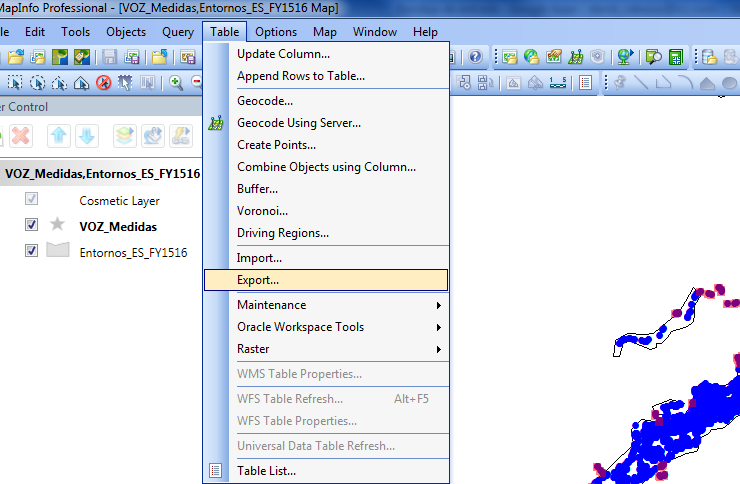 MapInfo Professional - [VOZ_Medidas,Entornos_ES_FY1516 Map]
le Edit Tools Objects Query Table Options Map Window Help
Update Column...
Append Rows to Table...
er Control
Geocode...
Geocode Using Server...
Create Points...
Combine Objects using Column...
VOZ_Medidas,Entornos_ES_FY1516
Buffer...
Cosmetic Layer
Voronoi...
VOZ_Medidas
Driving Regions...
Entornos_ES_FY1516
Import...
Export...
Maintenance
Oracle Workspace Tools
Raster
WMS Table Properties...
WFS Table Refresh... Alt+F5
WFS Table Properties...
Universal Data Table Refresh...
Table List...